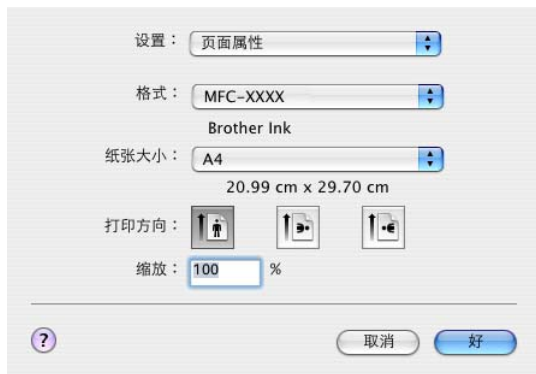 设置： 页面属性
格式： MFC-XXXX
Brother Ink
纸张大小： A4
20.99 cm x 29.70 cm
打印方向：
缩放： 100 %
? 取消 好